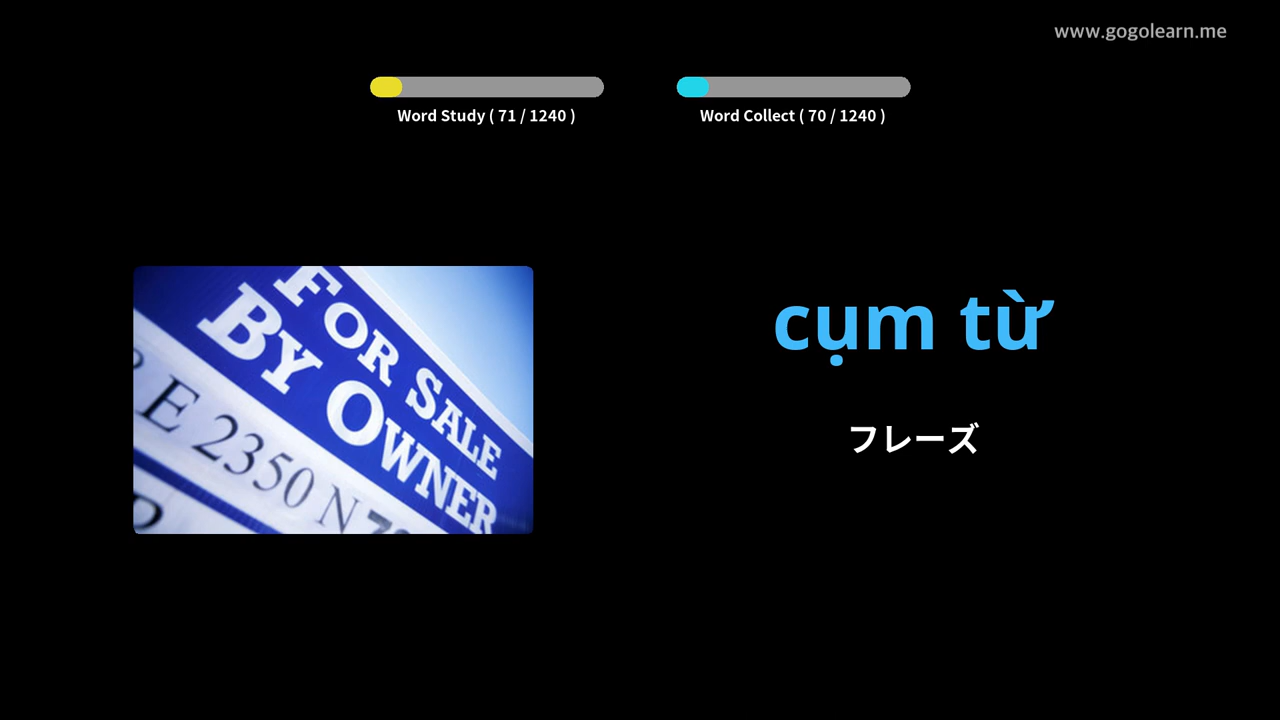 www.gogolearn.me
Word Study ( 71 / 1240 )
Word Collect ( 70 / 1240 )
FOR SALE
BY OWNER
E 2350 N
cụm từ
フレーズ